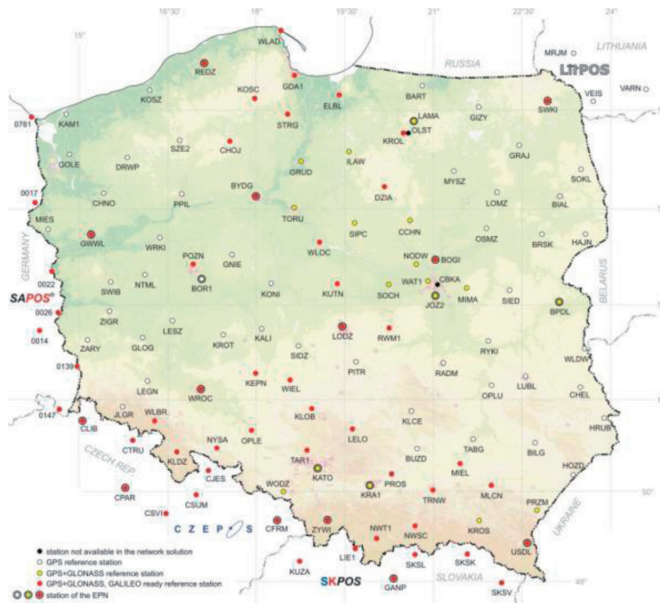 15° 16°30' 18° 19°30' 21° 22°30'
WLAD
RUSSIA
MRJM
LITHUANIA
REDZ
GDA1
LITPOS
KOSZ
KOSC
ELBL
BART
VEIS
VARN
0781
KAM1
STRG
LAMA
GIZY
SWKI
KROL
OLST
SZE2
CHOJ
GOLE
DRWP
GRUD
ILAW
GRAJ
MYSZ
SOKL
0017
CHNO
PPIL
BYDG
DZIA
LOMZ
BIAL
MIES
TORU
SIPC
CCHN
OSMZ
BRSK
HAJN
GWWL
WRKI
WLOC
GERMANY
POZN
GNIE
NODW
BOGI
BELARUS
0022
SWIB
NTML
BOR1
KONI
KUTN
SOCH
WAT1
CBKA
JOZ2
MIMA
SIED
BPDL
SAPOS®
0026
ZIGR
LESZ
0014
ZARY
GLOG
KROT
KALI
LODZ
RWM1
SIDZ
RYKI
WLDW
0139
LEGN
WROC
KEPN
WIEL
PITR
RADM
OPLU
LUBL
CHEL
0147
JLGR
CLIB
WLBR
KLOB
KLCE
HRUB
CTRU
NYSA
OPLE
LELO
TABG
BILG
CZECH REP
KLDZ
TAR1
BUZD
CJES
KATO
MIEL
HOZD
CPAR
WODZ
KRA1
PROS
TRNW
MLCN
50°
CSUM
PRZM
CSVI
CZEPOS
CFRM
ZYWI
NWT1
NWSC
KROS
USDL
UKRAINE
LIE1
SKSL
SKSK
KUZA
SKPOS
GANP
SLOVAKIA
SKSV
49°
station not available in the network solution
GPS reference station
GPS+GLONASS reference station
GPS+GLONASS, GALILEO ready reference station
station of the EPN